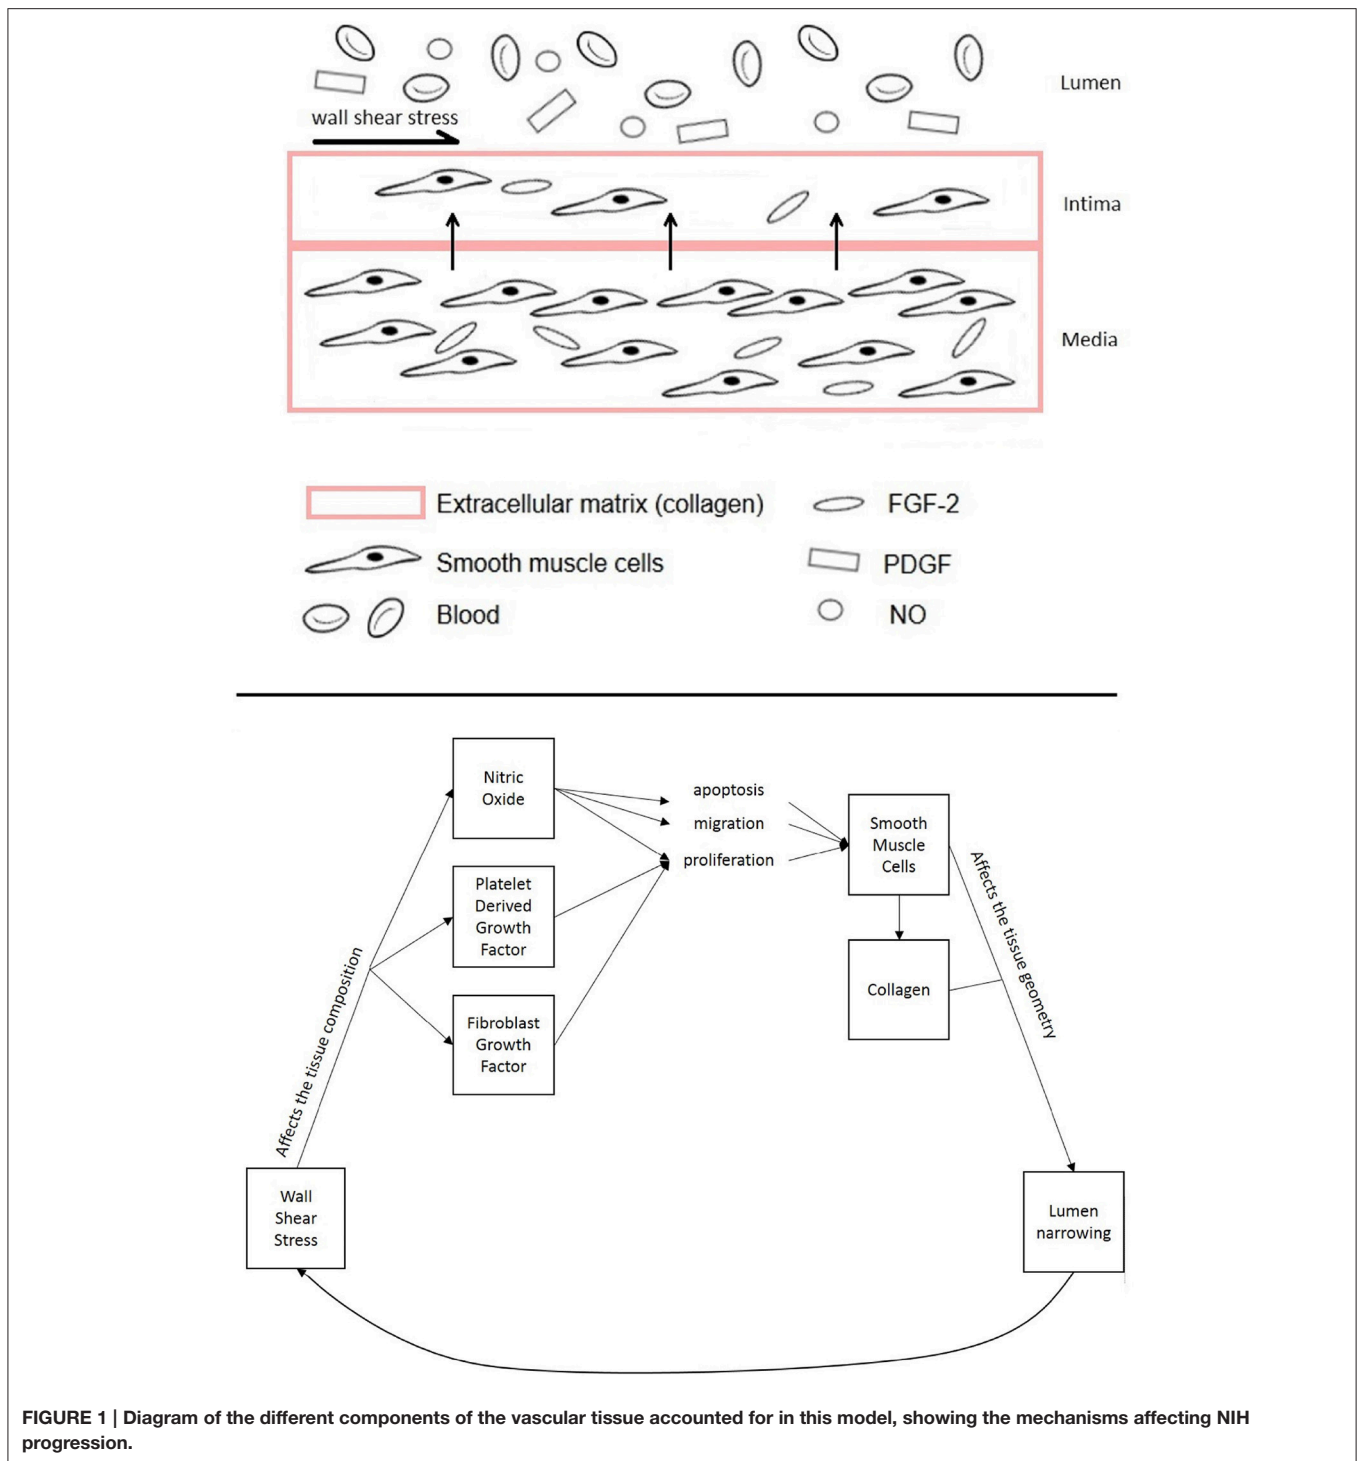 Lumen
wall shear stress
Intima
Media
Extracellular matrix (collagen)
FGF-2
Smooth muscle cells
PDGF
Blood
NO
Nitric
Oxide
apoptosis
migration
proliferation
Smooth
Muscle
Cells
Platelet
Derived
Growth
Factor
Affects the tissue composition
Affects the tissue geometry
Collagen
Fibroblast
Growth
Factor
Wall
Shear
Stress
Lumen
narrowing
FIGURE 1 | Diagram of the different components of the vascular tissue accounted for in this model, showing the mechanisms affecting NIH
progression.